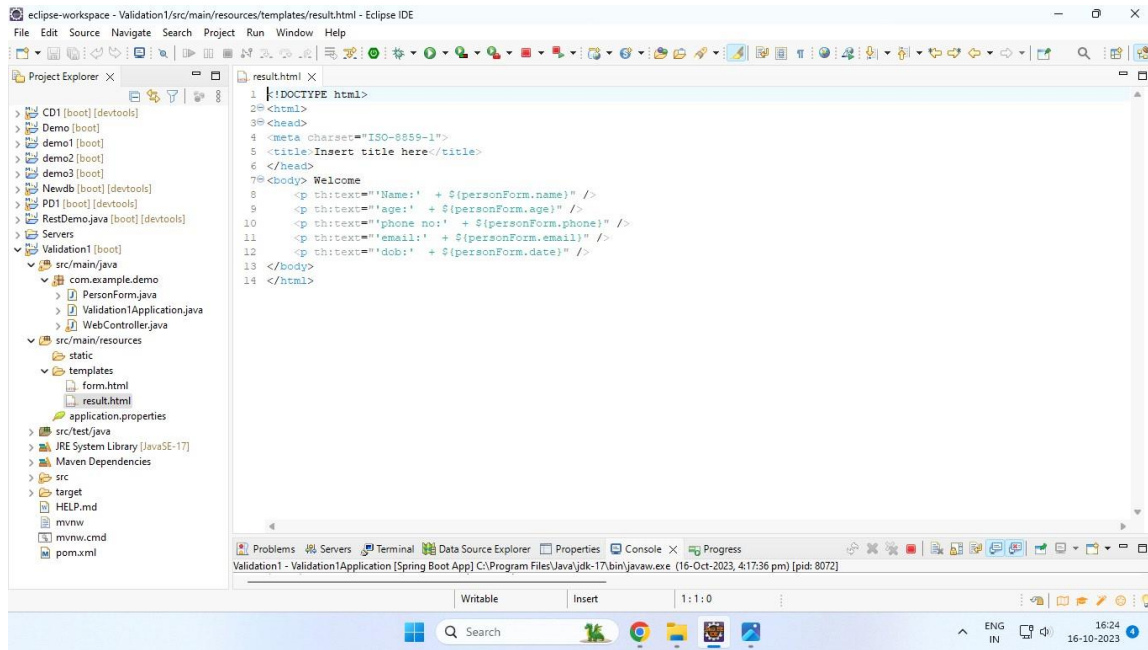 eclipse-workspace - Validation1/src/main/resources/templates/result.html - Eclipse IDE
File Edit Source Navigate Search Project Run Window Help
Project Explorer
result.html
CD1 [boot] [devtools]
Demo [boot]
demo1 [boot]
demo2 [boot]
demo3 [boot]
Newdb [boot] [devtools]
PD1 [boot] [devtools]
RestDemo.java [boot] [devtools]
Servers
Validation1 [boot]
src/main/java
com.example.demo
PersonForm.java
Validation1Application.java
WebController.java
src/main/resources
static
templates
form.html
result.html
application.properties
src/test/java
JRE System Library [JavaSE-17]
Maven Dependencies
src
target
HELP.md
mvnw
mvnw.cmd
pom.xml
1 <!DOCTYPE html>
2 <html>
3 <head>
4 <meta charset="ISO-8859-1">
5 <title>Insert title here</title>
6 </head>
7 <body> Welcome
8 <p th:text="'Name:' + ${personForm.name}" />
9 <p th:text="'age:' + ${personForm.age}" />
10 <p th:text="'phone no:' + ${personForm.phone}" />
11 <p th:text="'email:' + ${personForm.email}" />
12 <p th:text="'dob:' + ${personForm.date}" />
13 </body>
14 </html>
Problems Servers Terminal Data Source Explorer Properties Console Progress
Validation1 - Validation1Application [Spring Boot App] C:\Program Files\Java\jdk-17\bin\javaw.exe (16-Oct-2023, 4:17:36 pm) [pid: 8072]
Writable Insert 1:1:0
Search
ENG
IN
16:24
16-10-2023
4